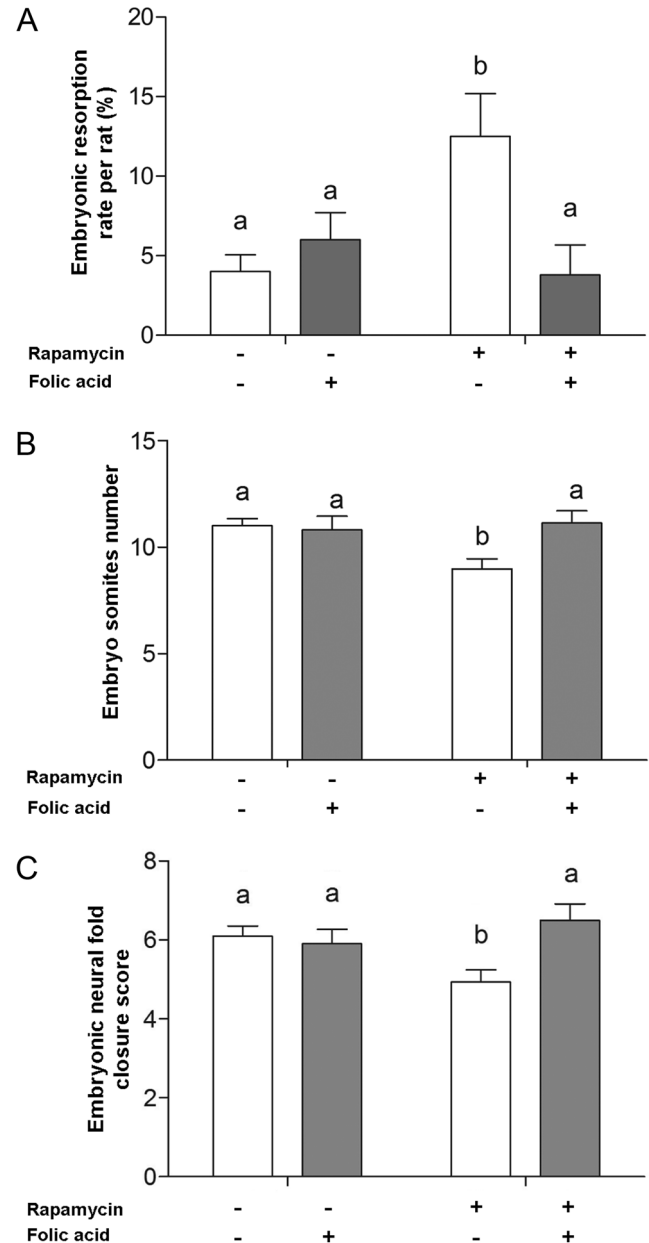 A
Embryonic resorption
rate per rat (%)
20
15
10
5
0
a
a
b
a
Rapamycin - - + +
Folic acid - + - +
B
Embryo somites number
15
10
5
0
a
a
b
a
Rapamycin - - + +
Folic acid - + - +
C
Embryonic neural fold
closure score
8
6
4
2
0
a
a
b
a
Rapamycin - - + +
Folic acid - + - +